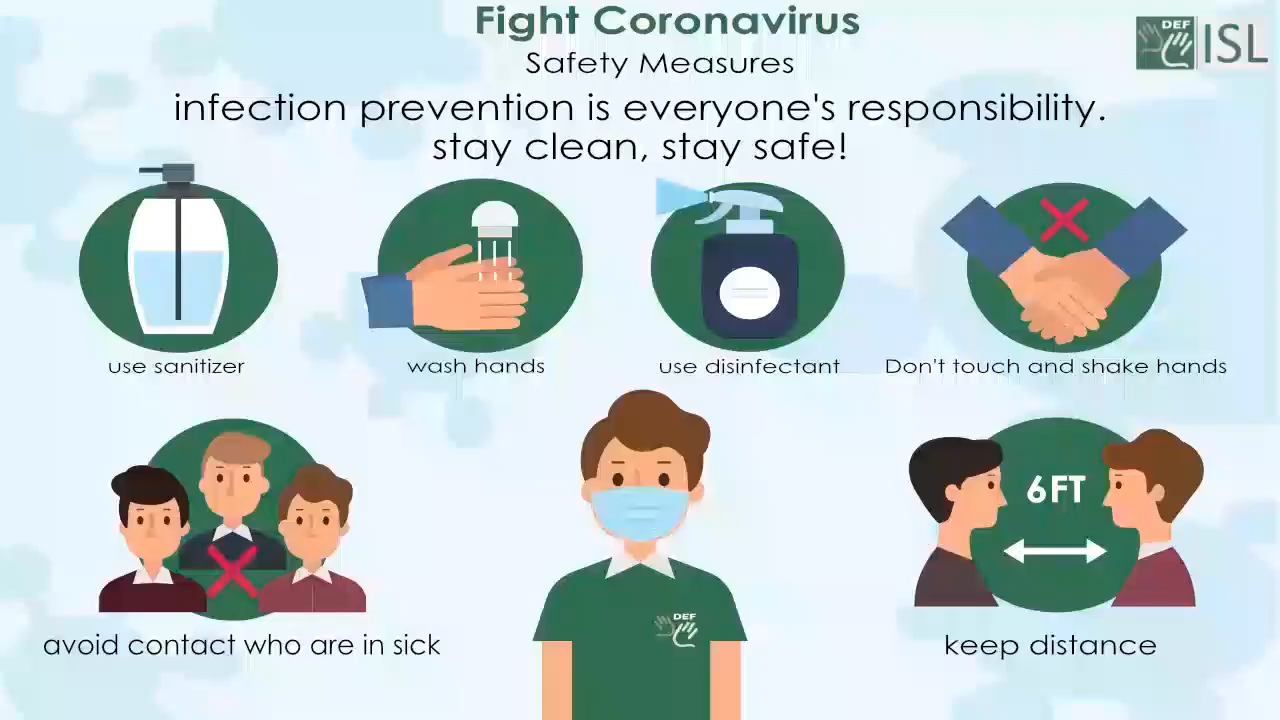 Fight Coronavirus
DEF
ISL
Safety Measures
infection prevention is everyone's responsibility.
stay clean, stay safe!
use sanitizer
wash hands
use disinfectant
Don't touch and shake hands
6FT
DEF
avoid contact who are in sick
keep distance